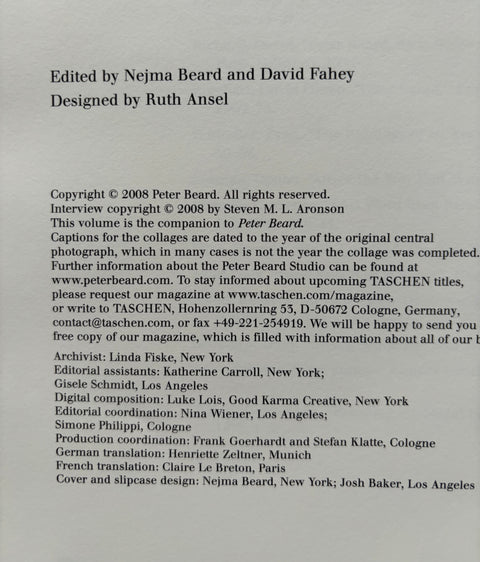 Edited by Nejma Beard and David Fahey
Designed by Ruth Ansel
Copyright © 2008 Peter Beard. All rights reserved.
Interview copyright © 2008 by Steven M. L. Aronson
This volume is the companion to Peter Beard.
Captions for the collages are dated to the year of the original central
photograph, which in many cases is not the year the collage was completed.
Further information about the Peter Beard Studio can be found at
www.peterbeard.com. To stay informed about upcoming TASCHEN titles,
please request our magazine at www.taschen.com/magazine,
or write to TASCHEN, Hohenzollernring 53, D-50672 Cologne, Germany,
contact@taschen.com, or fax +49-221-254919. We will be happy to send you
free copy of our magazine, which is filled with information about all of our
Archivist: Linda Fiske, New York
Editorial assistants: Katherine Carroll, New York;
Gisele Schmidt, Los Angeles
Digital composition: Luke Lois, Good Karma Creative, New York
Editorial coordination: Nina Wiener, Los Angeles;
Simone Philippi, Cologne
Production coordination: Frank Goerhardt and Stefan Klatte, Cologne
German translation: Henriette Zeltner, Munich
French translation: Claire Le Breton, Paris
Cover and slipcase design: Nejma Beard, New York; Josh Baker, Los Angeles